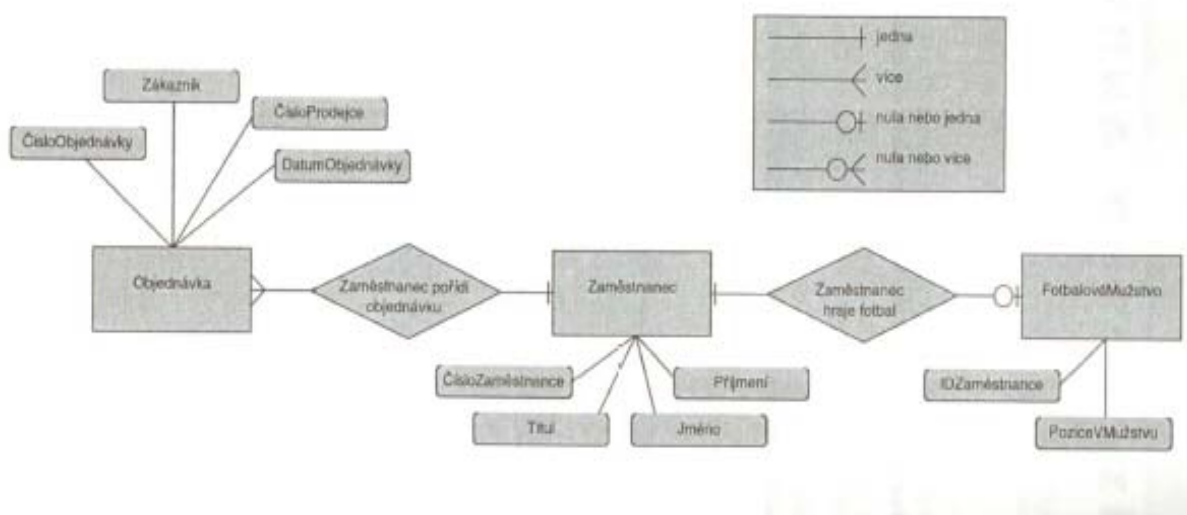 jedna
více
nula nebo jedna
nula nebo více
Zákazník
ČísloProdejce
ČísloObjednávky
DatumObjednávky
Objednávka
Zaměstnanec pořídí
objednávku
Zaměstnanec
Zaměstnanec
hraje fotbal
FotbalovéMužstvo
ČísloZaměstnance
Příjmení
Titul
Jméno
IDZaměstnance
PoziceVMužstvu